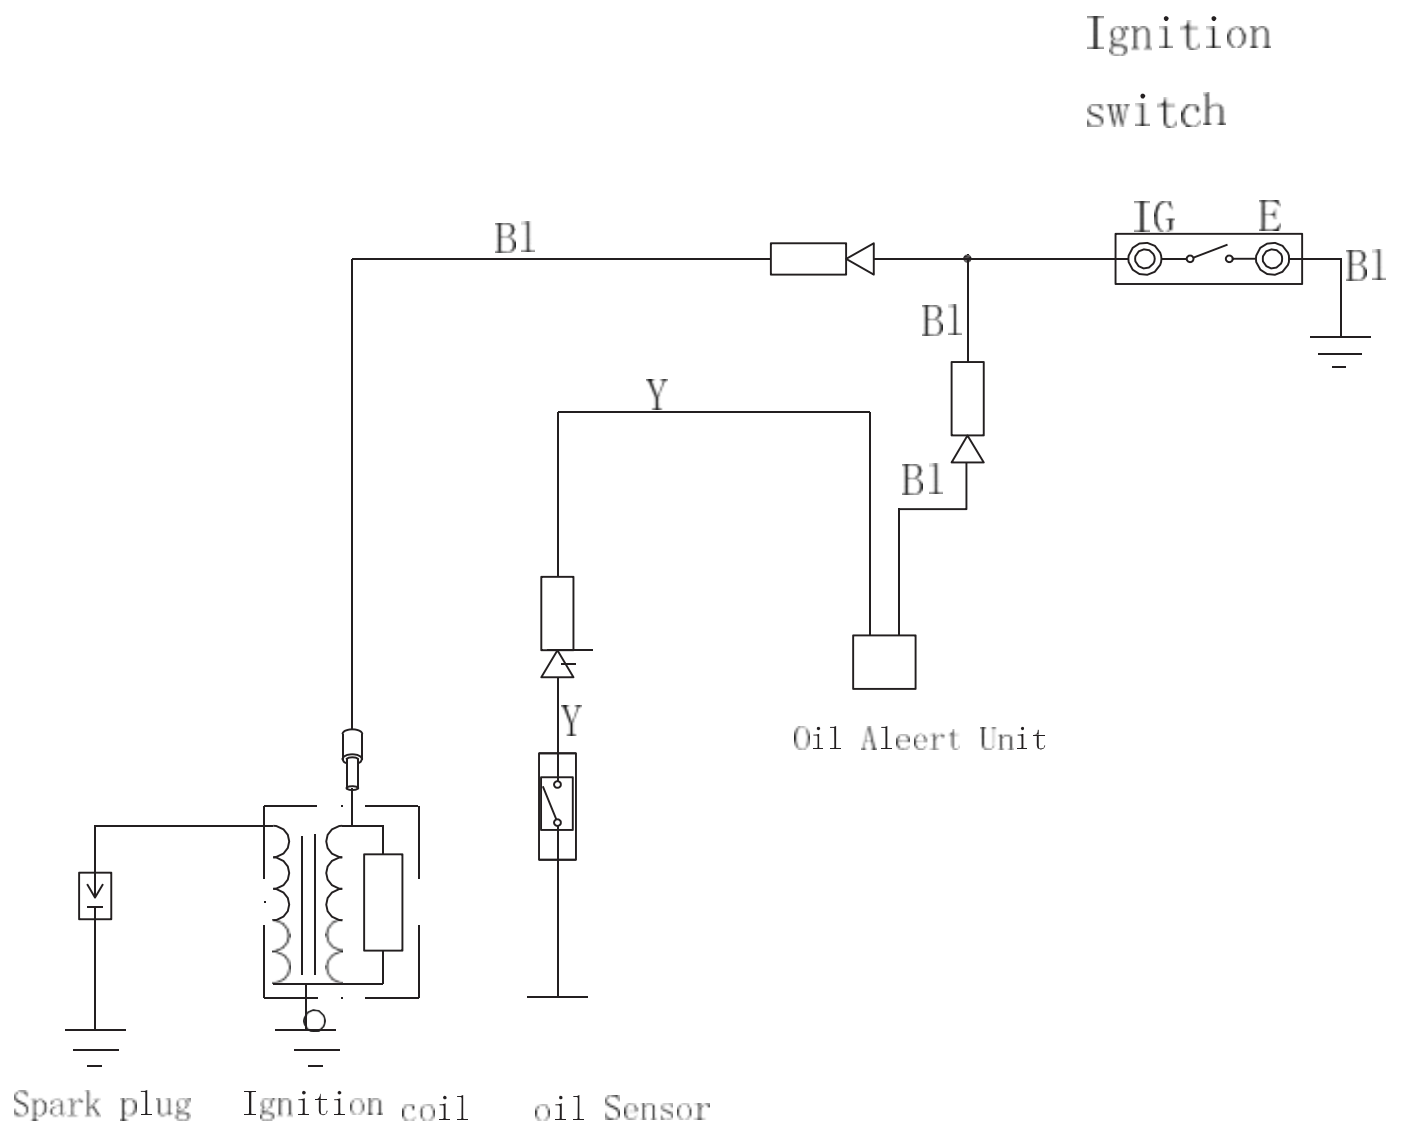 Ignition
switch
IG E
Bl
Bl
Bl
Y
Bl
Y
Oil Aleert Unit
Spark plug Ignition coil oil Sensor